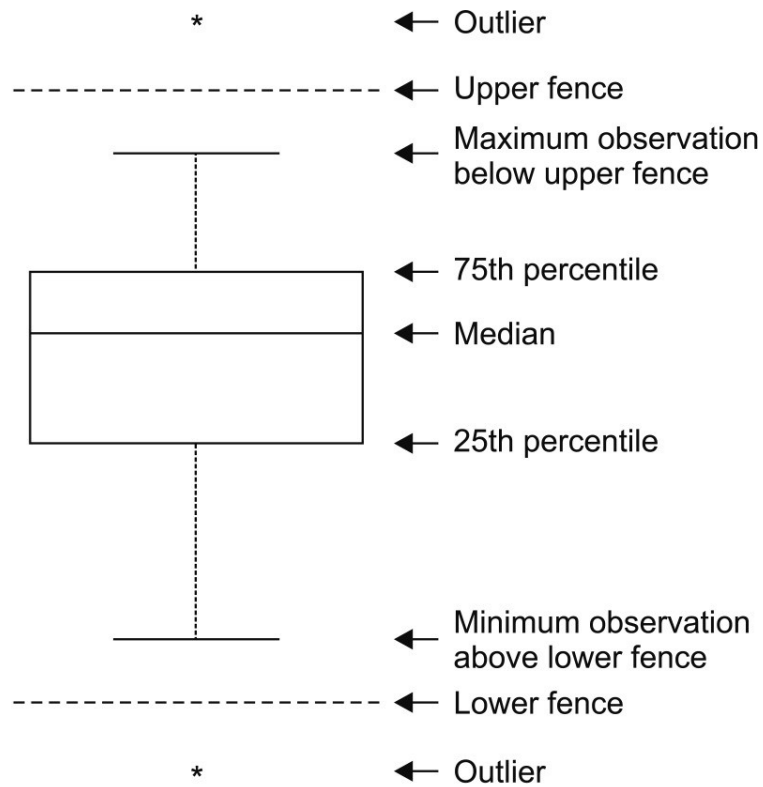 *
Outlier
Upper fence
Maximum observation
below upper fence
75th percentile
Median
25th percentile
Minimum observation
above lower fence
Lower fence
*
Outlier